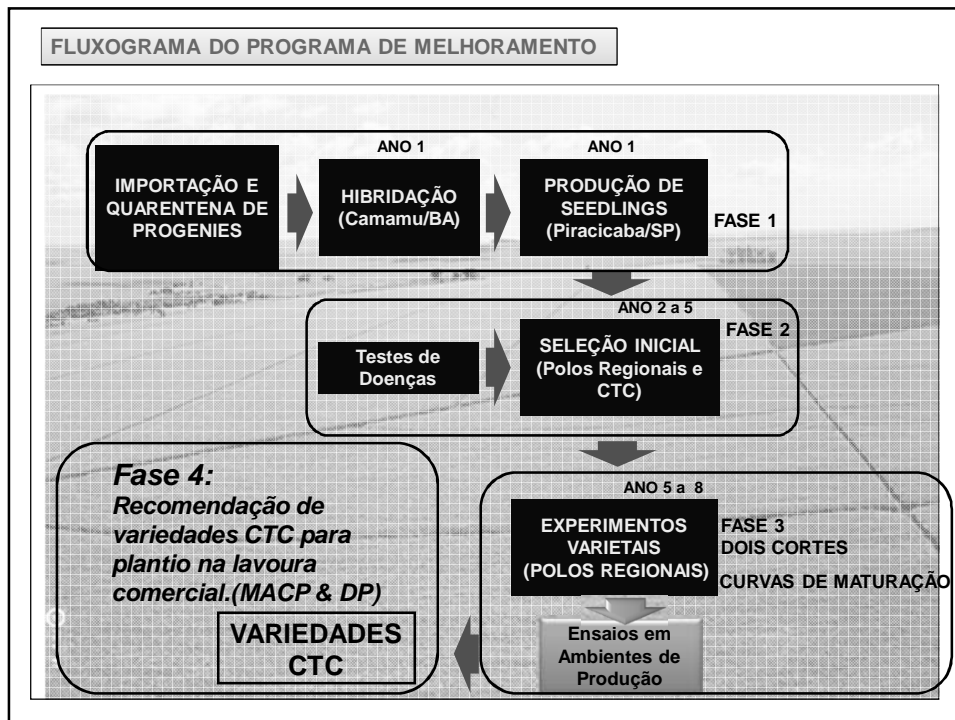 FLUXOGRAMA DO PROGRAMA DE MELHORAMENTO
IMPORTAÇÃO E
QUARENTENA DE
PROGENIES
ANO 1
HIBRIDAÇÃO
(Camamu/BA)
ANO 1
PRODUÇÃO DE
SEEDLINGS
(Piracicaba/SP)
FASE 1
ANO 2 a 5
FASE 2
Testes de
Doenças
SELEÇÃO INICIAL
(Polos Regionais e
CTC)
ANO 5 a 8
EXPERIMENTOS
VARIETAIS
(POLOS REGIONAIS)
FASE 3
DOIS CORTES
CURVAS DE MATURAÇÃO
Ensaios em
Ambientes de
Produção
Fase 4:
Recomendação de
variedades CTC para
plantio na lavoura
comercial.(MACP & DP)
VARIEDADES
CTC